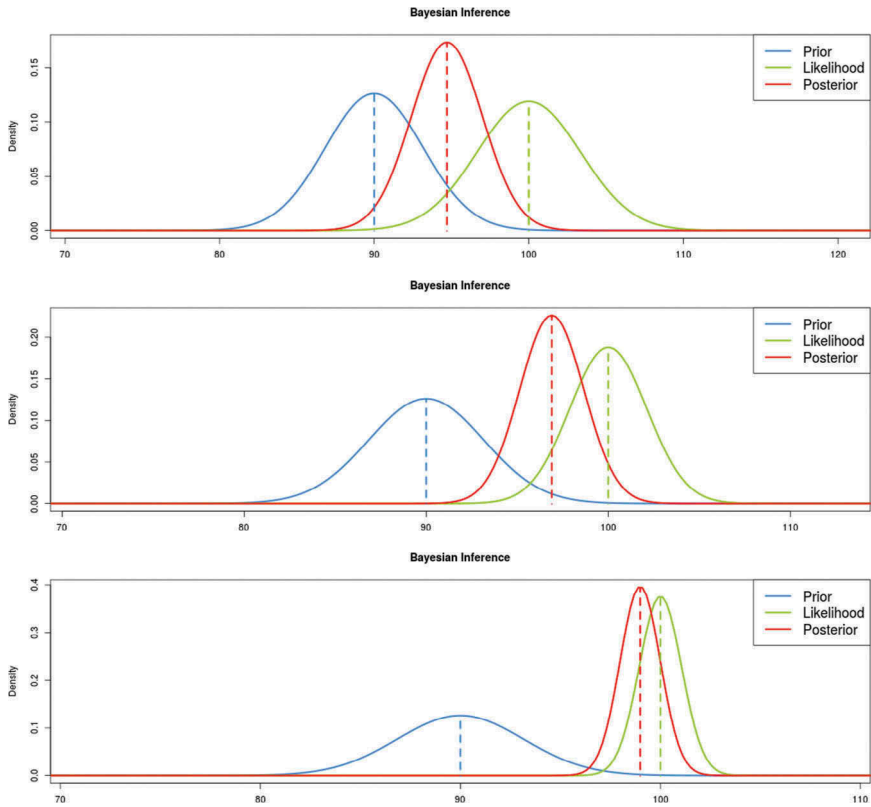 Bayesian Inference
Prior
Likelihood
Posterior
Density
0.00 0.05 0.10 0.15
70 80 90 100 110 120
Bayesian Inference
Prior
Likelihood
Posterior
Density
0.00 0.05 0.10 0.15 0.20
70 80 90 100 110
Bayesian Inference
Prior
Likelihood
Posterior
Density
0.0 0.1 0.2 0.3 0.4
70 80 90 100 110